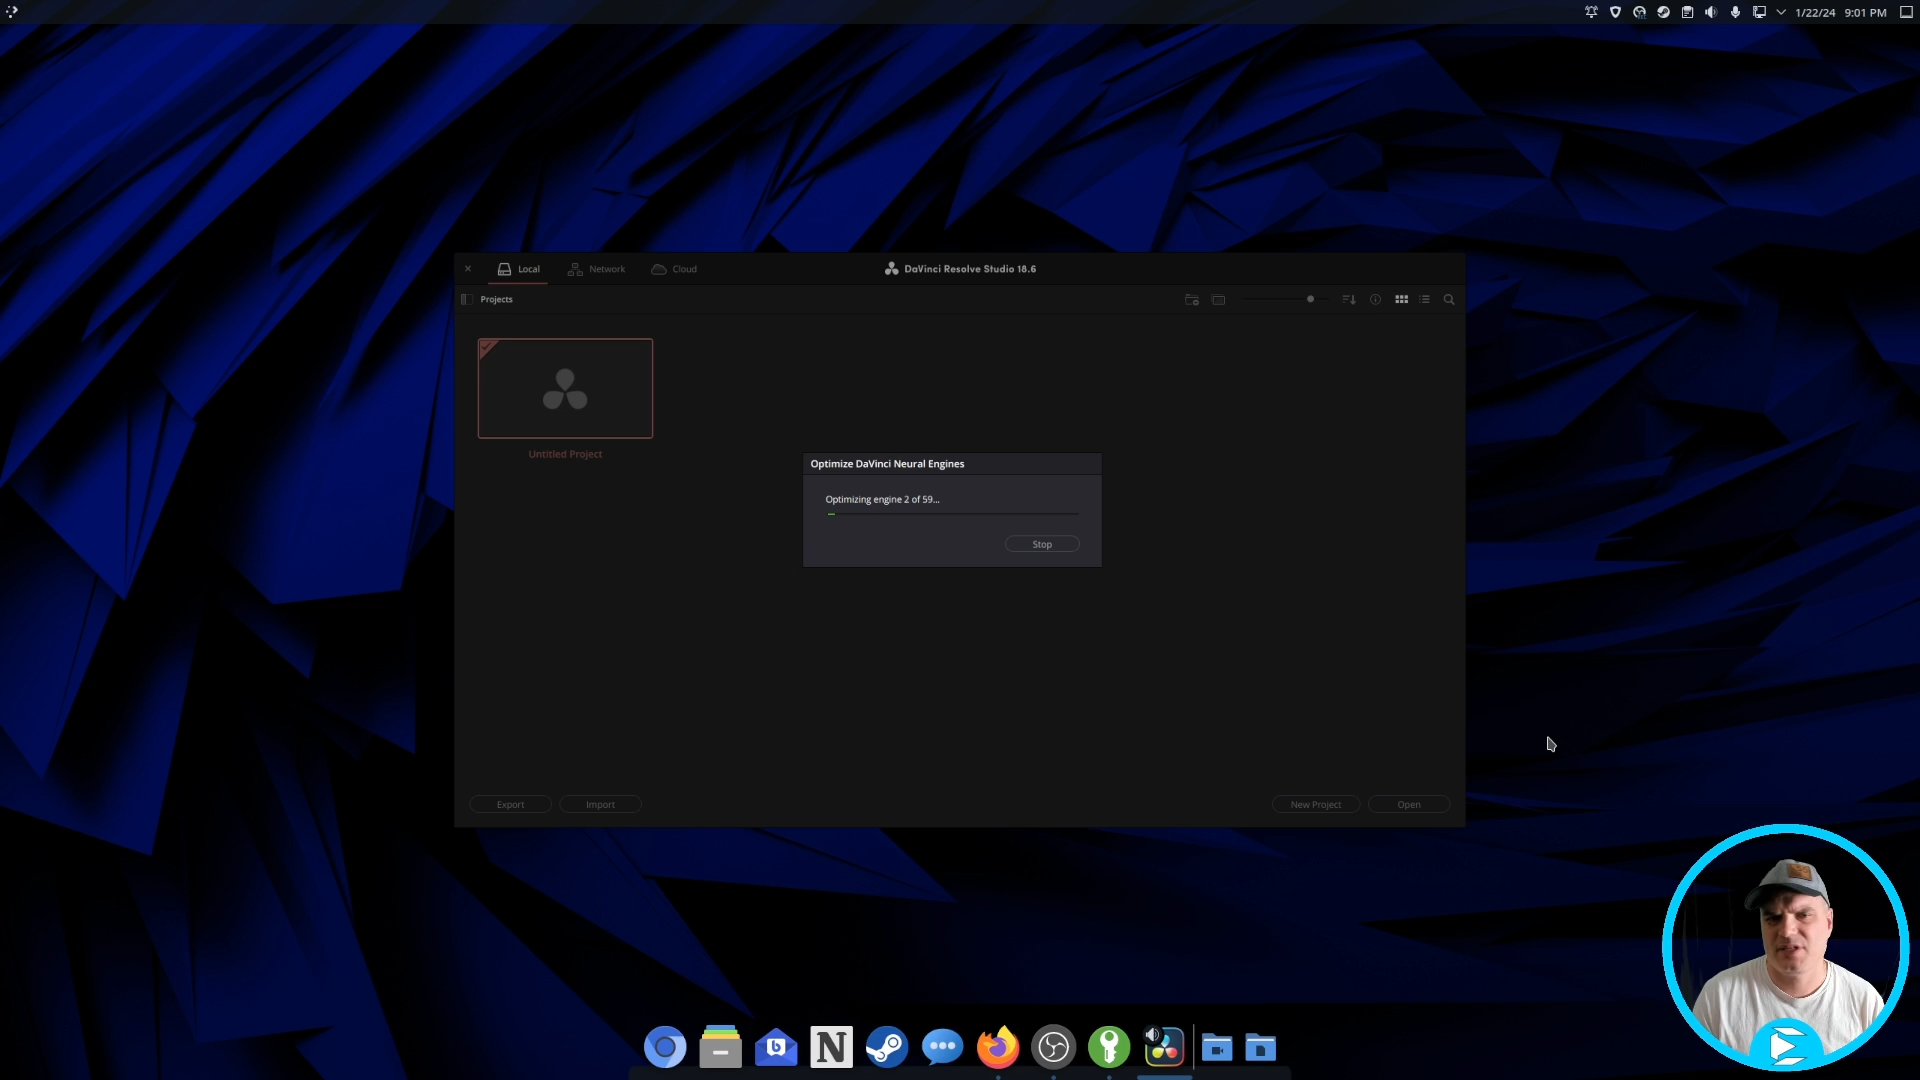 1/22/24 9:01 PM
Local
Network
Cloud
DaVinci Resolve Studio 18.6
Projects
Untitled Project
Optimize DaVinci Neural Engines
Optimizing engine 2 of 59...
Stop
Export
Import
New Project
Open
N
b